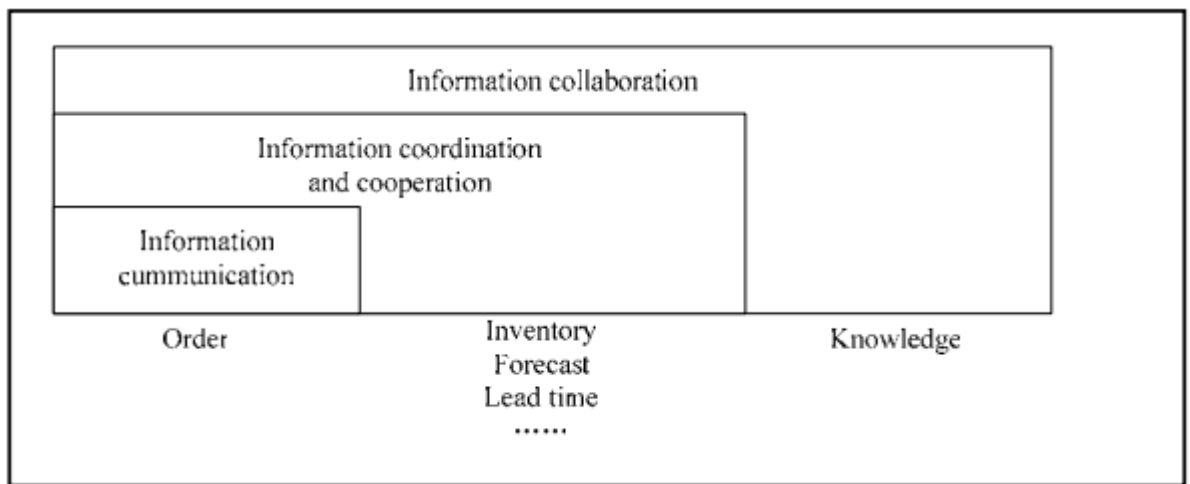 Information collaboration
Information coordination
and cooperation
Information
cummunication
Order
Inventory
Forecast
Lead time
……
Knowledge